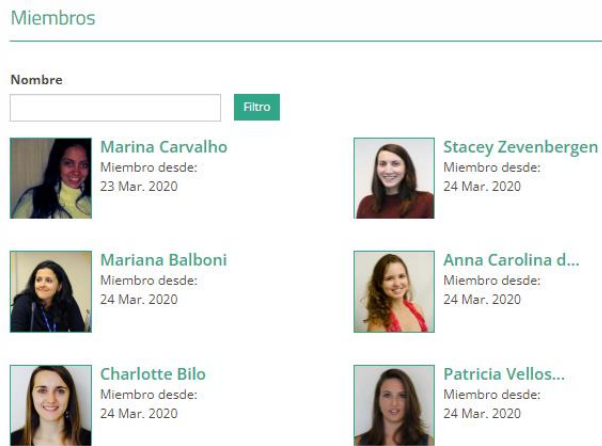 Miembros
Nombre
Filtro
Marina Carvalho
Miembro desde:
23 Mar. 2020
Stacey Zevenbergen
Miembro desde:
24 Mar. 2020
Mariana Balboni
Miembro desde:
24 Mar. 2020
Anna Carolina d...
Miembro desde:
24 Mar. 2020
Charlotte Bilo
Miembro desde:
24 Mar. 2020
Patricia Vellos...
Miembro desde:
24 Mar. 2020